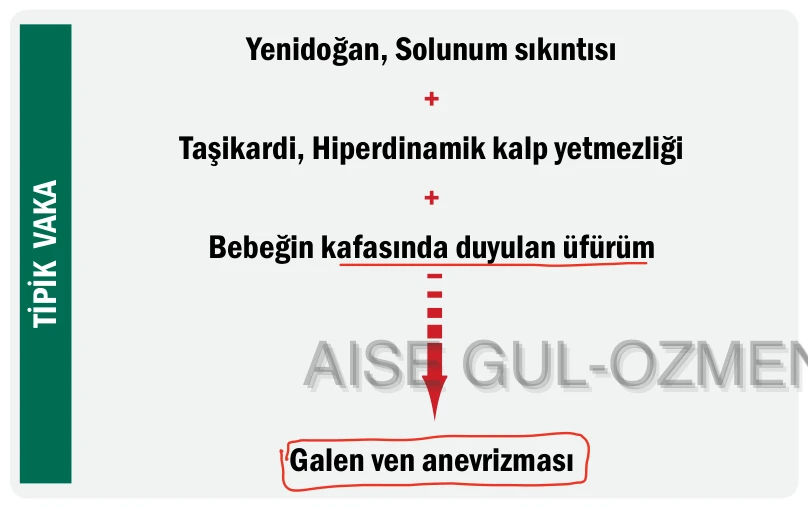 TİPİK VAKA
Yenidoğan, Solunum sıkıntısı
+
Taşikardi, Hiperdinamik kalp yetmezliği
+
Bebeğin kafasında duyulan üfürüm
AISE GUL-OZMEN
Galen ven anevrizması